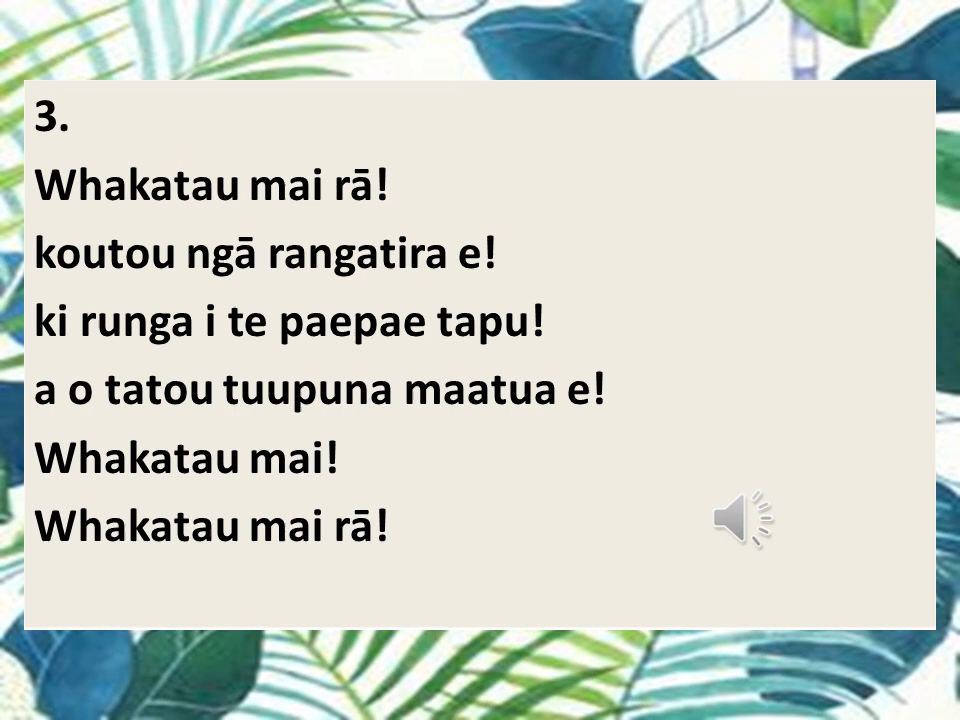 3.
Whakatau mai rā!
koutou ngā rangatira e!
ki runga i te paepae tapu!
a o tatou tuupuna maatua e!
Whakatau mai!
Whakatau mai rā!